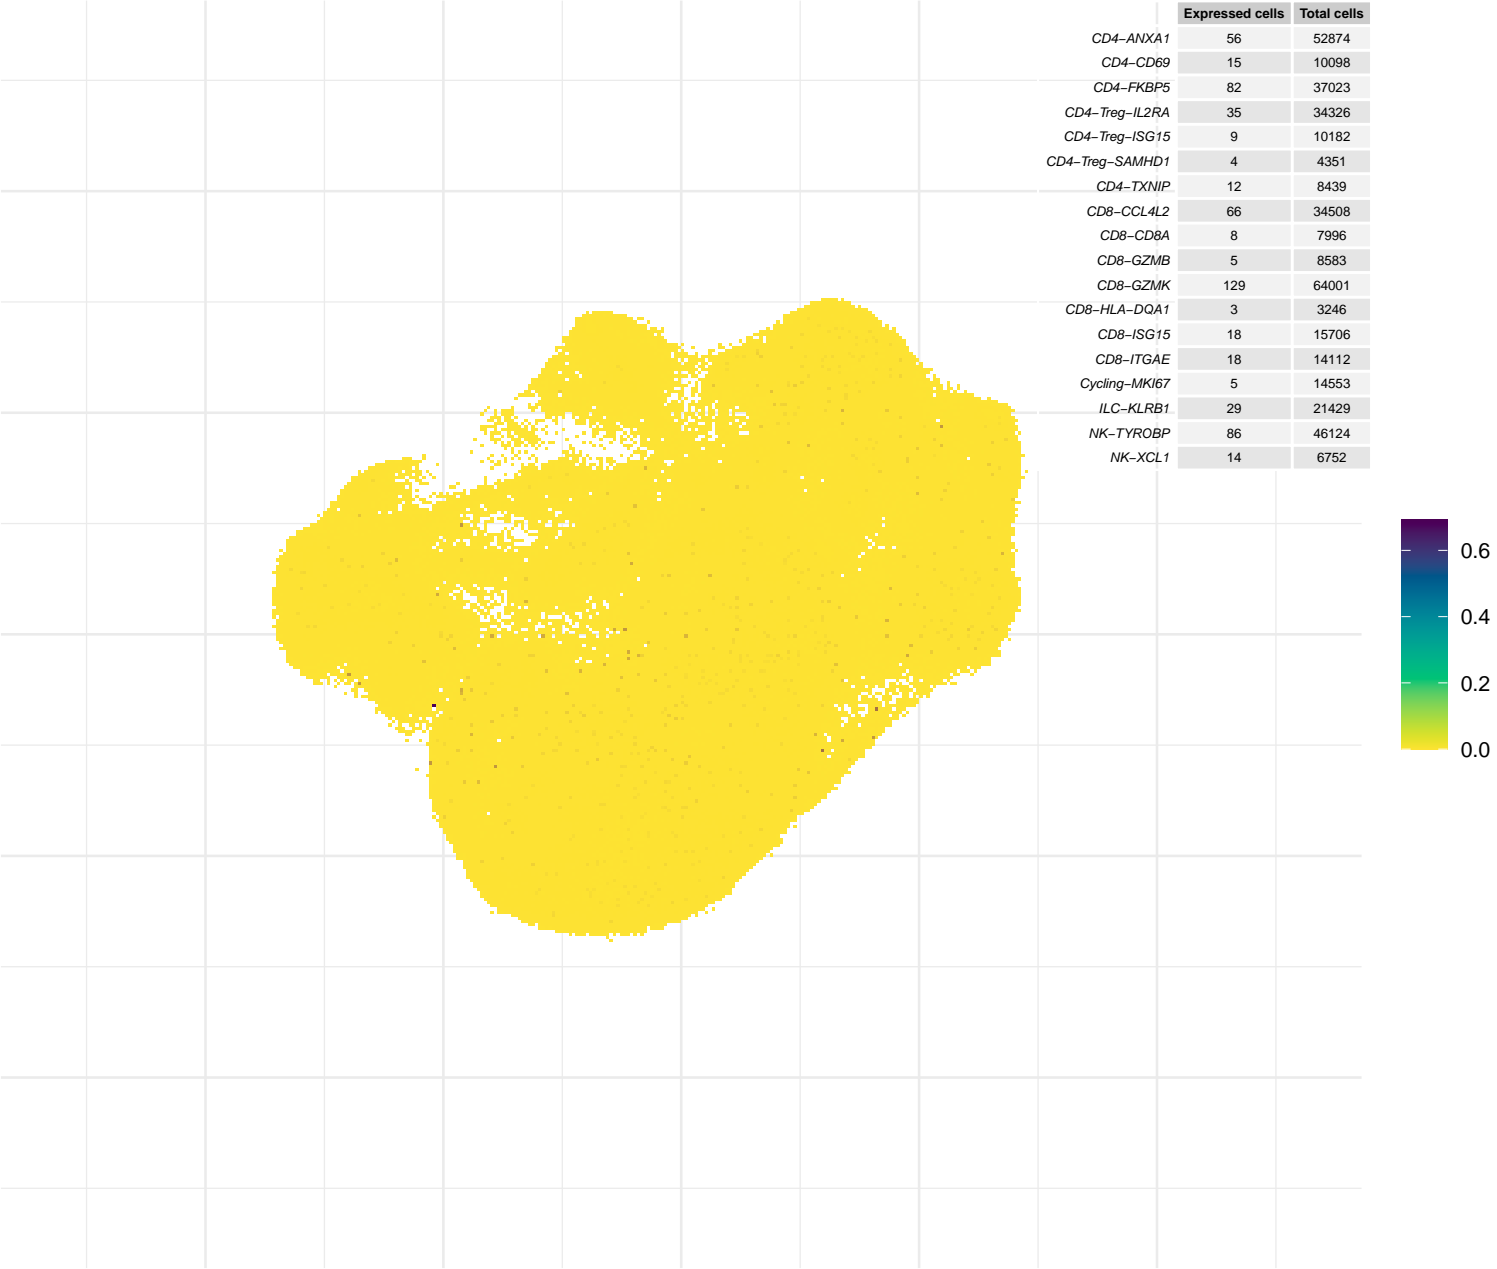 Expressed cells Total cells
CD4−ANXA1 56 52874
CD4−CD69 15 10098
CD4−FKBP5 82 37023
CD4−Treg−IL2RA 35 34326
CD4−Treg−ISG15 9 10182
CD4−Treg−SAMHD1 4 4351
CD4−TXNIP 12 8439
CD8−CCL4L2 66 34508
CD8−CD8A 8 7996
CD8−GZMB 5 8583
CD8−GZMK 129 64001
CD8−HLA−DQA1 3 3246
CD8−ISG15 18 15706
CD8−ITGAE 18 14112
Cycling−MKI67 5 14553
ILC−KLRB1 29 21429
NK−TYROBP 86 46124
NK−XCL1 14 6752
0.6
0.4
0.2
0.0